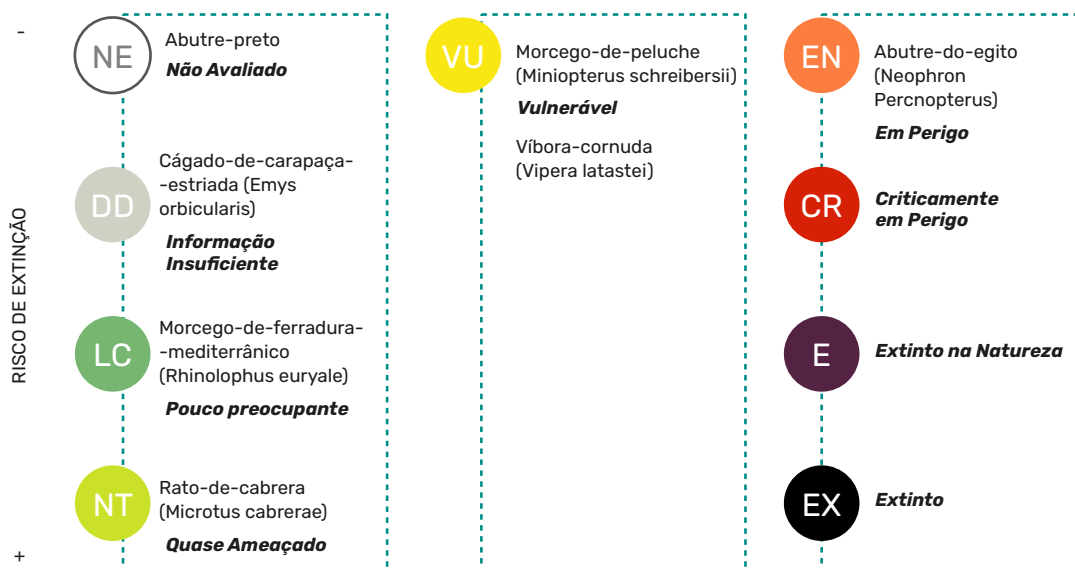 -
RISCO DE EXTINÇÃO
+
NE
Abutre-preto
Não Avaliado
DD
Cágado-de-carapaça-
-estriada (Emys
orbicularis)
Informação
Insuficiente
LC
Morcego-de-ferradura-
-mediterrânico
(Rhinolophus euryale)
Pouco preocupante
NT
Rato-de-cabrera
(Microtus cabrerae)
Quase Ameaçado
VU
Morcego-de-peluche
(Miniopterus schreibersii)
Vulnerável
Víbora-cornuda
(Vipera latastei)
EN
Abutre-do-egito
(Neophron
Percnopterus)
Em Perigo
CR
Criticamente
em Perigo
E
Extinto na Natureza
EX
Extinto